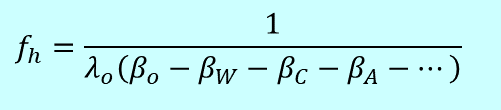 f_h = 1 / λ_o(β_o − β_W − β_C − β_A − ⋯)